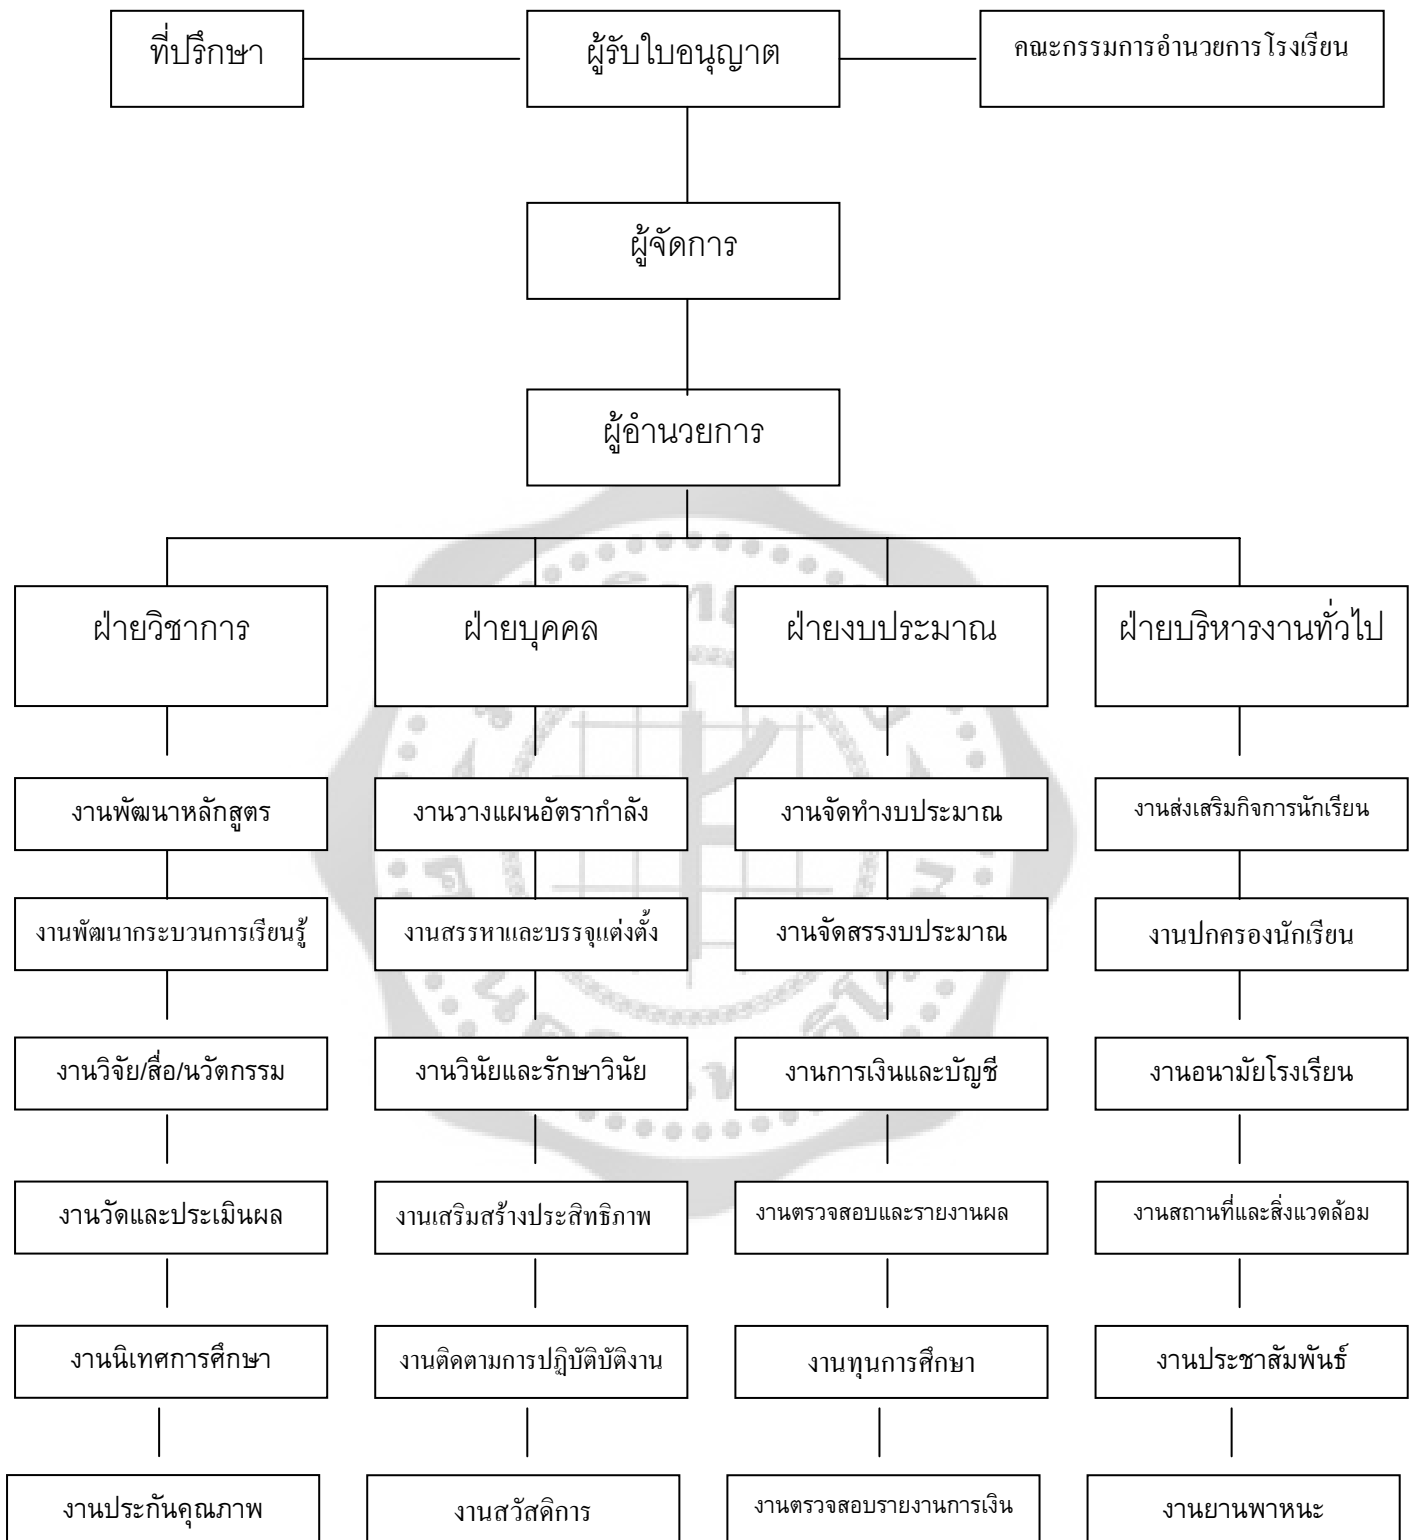 ที่ปรึกษา
ผู้รับใบอนุญาต
คณะกรรมการอำนวยการโรงเรียน
ผู้จัดการ
ผู้อำนวยการ
ฝ่ายวิชาการ
ฝ่ายบุคคล
ฝ่ายงบประมาณ
ฝ่ายบริหารงานทั่วไป
งานพัฒนาหลักสูตร
งานวางแผนอัตรากำลัง
งานจัดทำงบประมาณ
งานส่งเสริมกิจการนักเรียน
งานพัฒนากระบวนการเรียนรู้
งานสรรหาและบรรจุแต่งตั้ง
งานจัดสรรงบประมาณ
งานปกครองนักเรียน
งานวิจัย/สื่อ/นวัตกรรม
งานวินัยและรักษาวินัย
งานการเงินและบัญชี
งานอนามัยโรงเรียน
งานวัดและประเมินผล
งานเสริมสร้างประสิทธิภาพ
งานตรวจสอบและรายงานผล
งานสถานที่และสิ่งแวดล้อม
งานนิเทศการศึกษา
งานติดตามการปฏิบัติบัติงาน
งานทุนการศึกษา
งานประชาสัมพันธ์
งานประกันคุณภาพ
งานสวัสดิการ
งานตรวจสอบรายงานการเงิน
งานยานพาหนะ